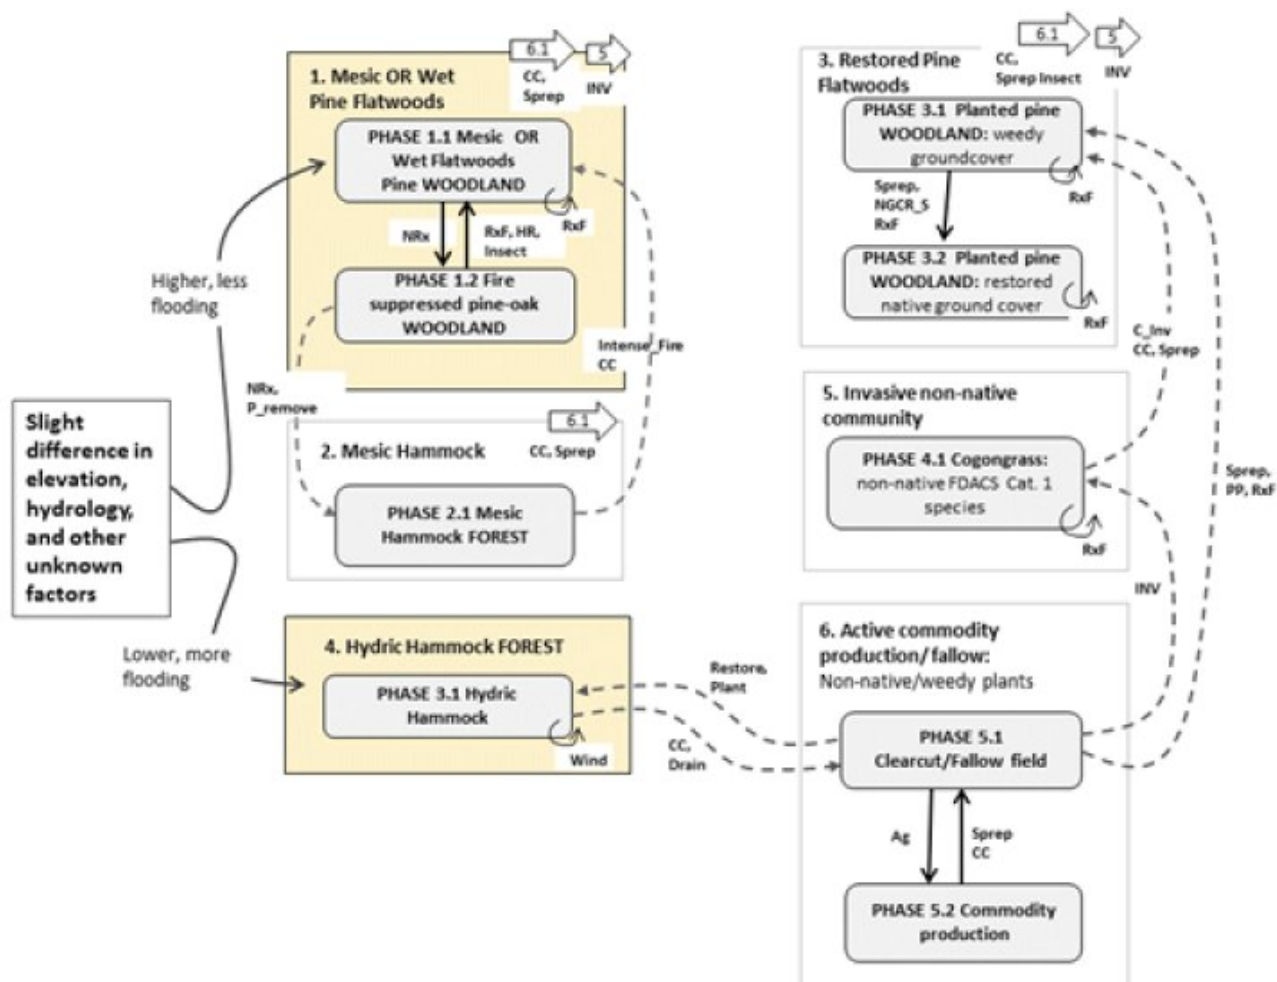 6.1
5
CC,
Sprep
INV
1. Mesic OR Wet
Pine Flatwoods
PHASE 1.1 Mesic OR
Wet Flatwoods
Pine WOODLAND
RxF
NRx
RxF, HR,
Insect
PHASE 1.2 Fire
suppressed pine-oak
WOODLAND
Intense_Fire
CC
NRx,
P_remove
Higher, less
flooding
Slight
difference in
elevation,
hydrology,
and other
unknown
factors
Lower, more
flooding
6.1
CC, Sprep
2. Mesic Hammock
PHASE 2.1 Mesic
Hammock FOREST
4. Hydric Hammock FOREST
PHASE 3.1 Hydric
Hammock
Wind
Restore,
Plant
CC,
Drain
6.1
5
CC,
Sprep Insect
INV
3. Restored Pine
Flatwoods
PHASE 3.1 Planted pine
WOODLAND: weedy
groundcover
RxF
Sprep,
NGCR_S
RxF
PHASE 3.2 Planted pine
WOODLAND: restored
native ground cover
RxF
C_Inv
CC, Sprep
5. Invasive non-native
community
PHASE 4.1 Cogongrass:
non-native FDACS Cat. 1
species
RxF
Sprep,
PP, RxF
INV
6. Active commodity
production/ fallow:
Non-native/weedy plants
PHASE 5.1
Clearcut/Fallow field
Ag
Sprep
CC
PHASE 5.2 Commodity
production